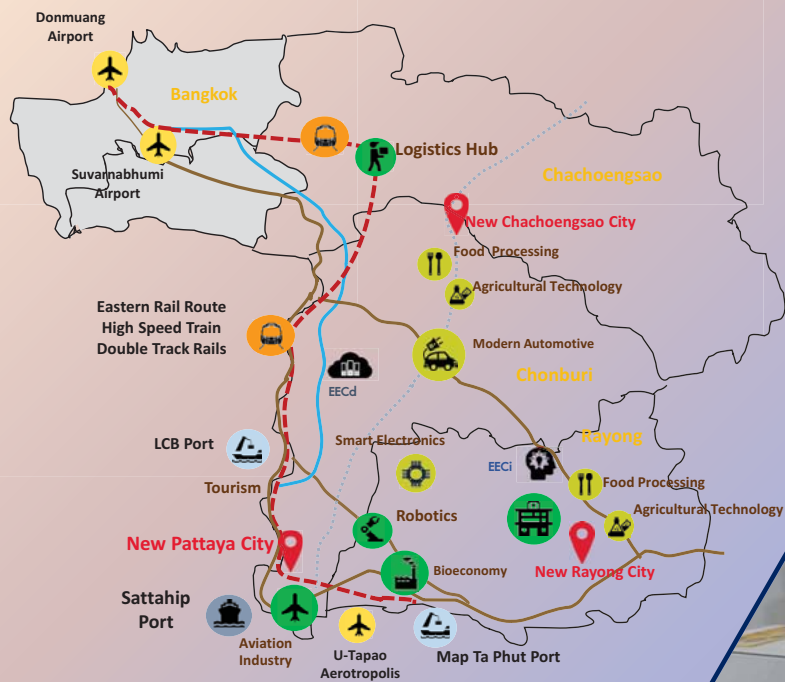 Donmuang
Airport
Bangkok
Logistics Hub
Suvarnabhumi
Airport
Chachoengsao
New Chachoengsao City
Food Processing
Agricultural Technology
Eastern Rail Route
High Speed Train
Double Track Rails
Modern Automotive
EECd
Chonburi
Rayong
LCB Port
Smart Electronics
EECi
Tourism
Food Processing
Agricultural Technology
Robotics
New Pattaya City
Bioeconomy
New Rayong City
Sattahip
Port
Aviation
Industry
U-Tapao
Aerotropolis
Map Ta Phut Port